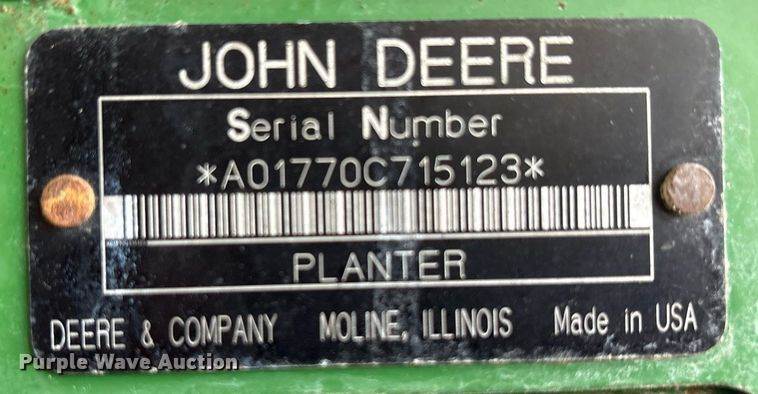 JOHN DEERE
Serial Number
*A01770C715123*
PLANTER
DEERE & COMPANY MOLINE, ILLINOIS Made in USA
Purple Wave Auction